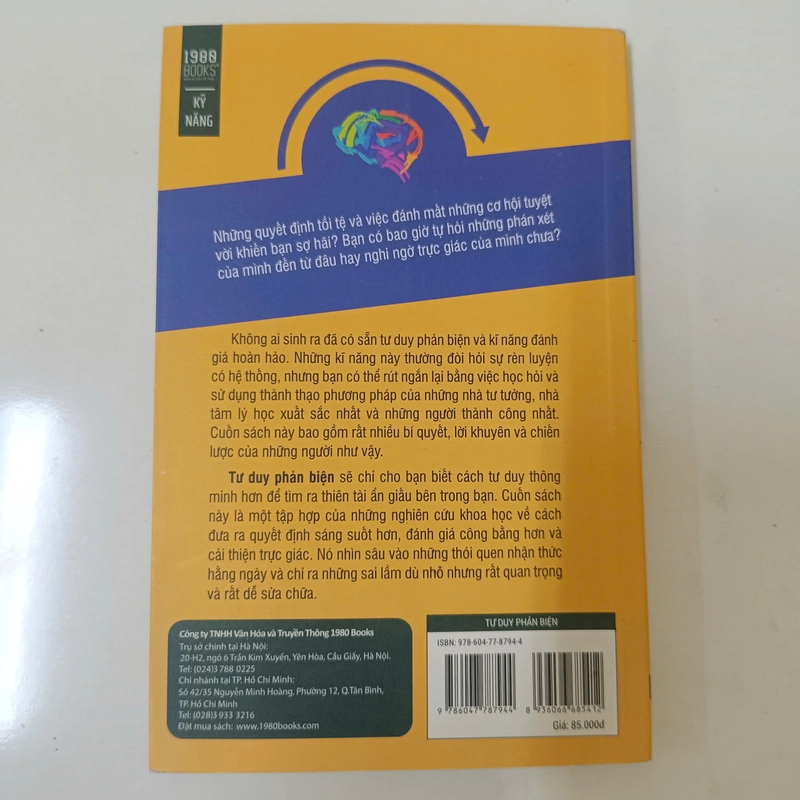 1980
BOOKS
KỸ
NĂNG
Những quyết định tồi tệ và việc đánh mất những cơ hội tuyệt
vời khiến bạn sợ hãi? Bạn có bao giờ tự hỏi những phán xét
của mình đến từ đâu hay nghi ngờ trực giác của mình chưa?
Không ai sinh ra đã có sẵn tư duy phản biện và kĩ năng đánh
giá hoàn hảo. Những kĩ năng này thường đòi hỏi sự rèn luyện
có hệ thống, nhưng bạn có thể rút ngắn lại bằng việc học hỏi và
sử dụng thành thạo phương pháp của những nhà tư tưởng, nhà
tâm lý học xuất sắc nhất và những người thành công nhất.
Cuốn sách này bao gồm rất nhiều bí quyết, lời khuyên và chiến
lược của những người như vậy.
Tư duy phản biện sẽ chỉ cho bạn biết cách tư duy thông
minh hơn để tìm ra thiên tài ẩn giấu bên trong bạn. Cuốn sách
này là một tập hợp của những nghiên cứu khoa học về cách
đưa ra quyết định sáng suốt hơn, đánh giá công bằng hơn và
cải thiện trực giác. Nó nhìn sâu vào những thói quen nhận thức
hằng ngày và chỉ ra những sai lầm dù nhỏ nhưng rất quan trọng
và rất dễ sửa chữa.
Công ty TNHH Văn Hóa và Truyền Thông 1980 Books
Trụ sở chính tại Hà Nội:
20-H2, ngõ 6 Trần Kim Xuyến, Yên Hòa, Cầu Giấy, Hà Nội.
Tel: (024)3 788 0225
Chi nhánh tại TP. Hồ Chí Minh:
Số 42/35 Nguyễn Minh Hoàng, Phường 12, Q.Tân Bình,
TP. Hồ Chí Minh
Tel: (028)3 933 3216
Đặt mua sách: www.1980books.com
TƯ DUY PHẢN BIỆN
ISBN: 978-604-77-8794-4
9 786047 787944
8 936066 685412
Giá: 85.000đ